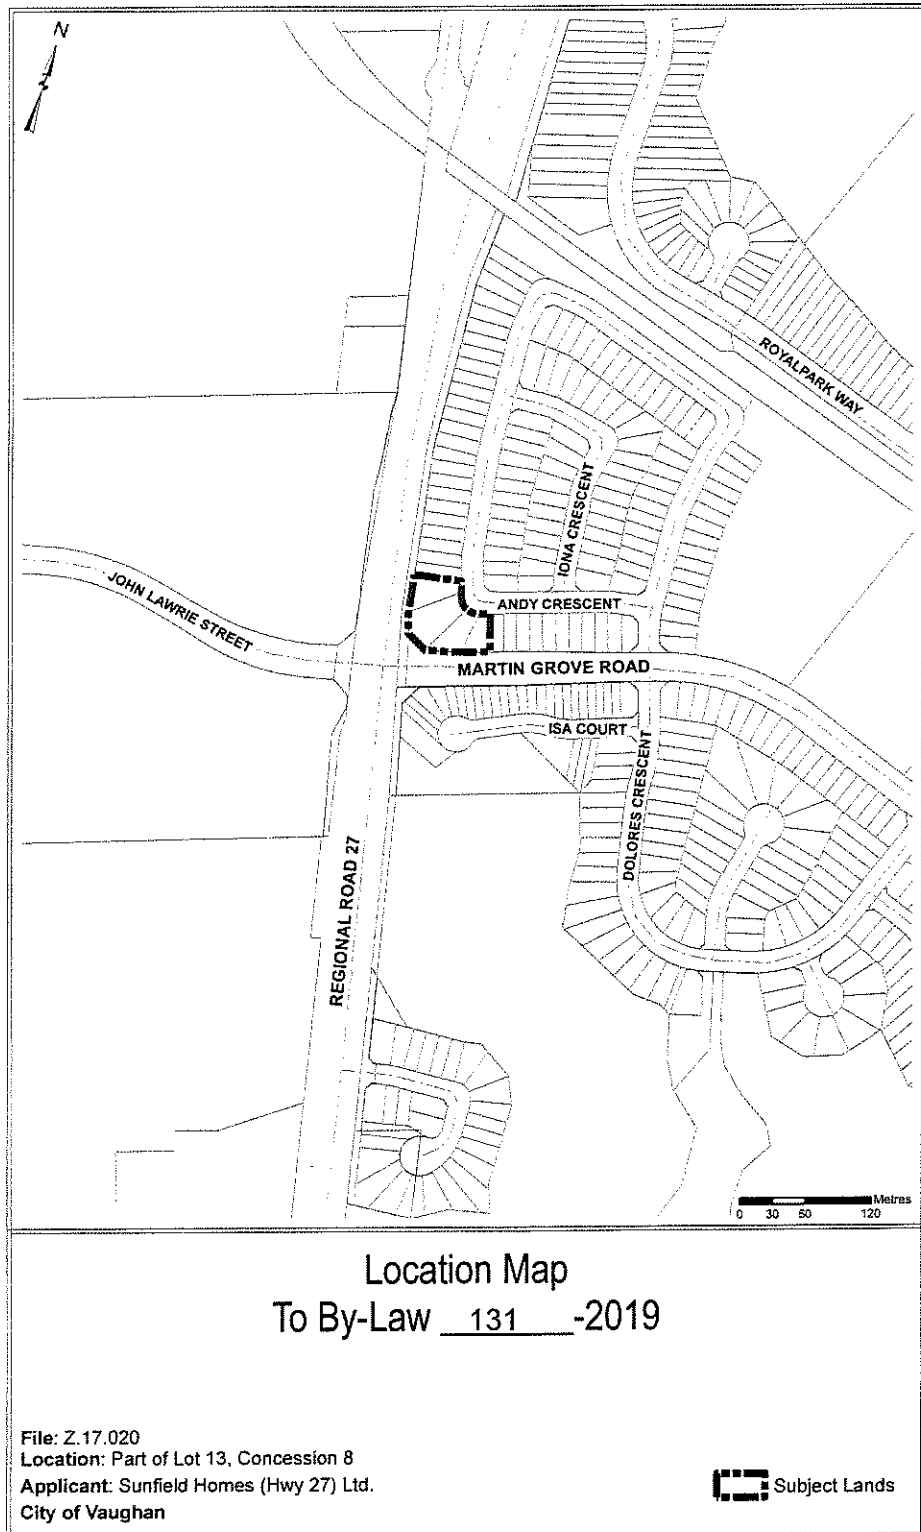 N
ROYALPARK WAY
IONA CRESCENT
JOHN LAWRIE STREET
ANDY CRESCENT
MARTIN GROVE ROAD
ISA COURT
DOLORES CRESCENT
REGIONAL ROAD 27
Metres
0 30 50 120
Location Map
To By-Law 131 -2019
File: Z.17.020
Location: Part of Lot 13, Concession 8
Applicant: Sunfield Homes (Hwy 27) Ltd.
City of Vaughan
Subject Lands